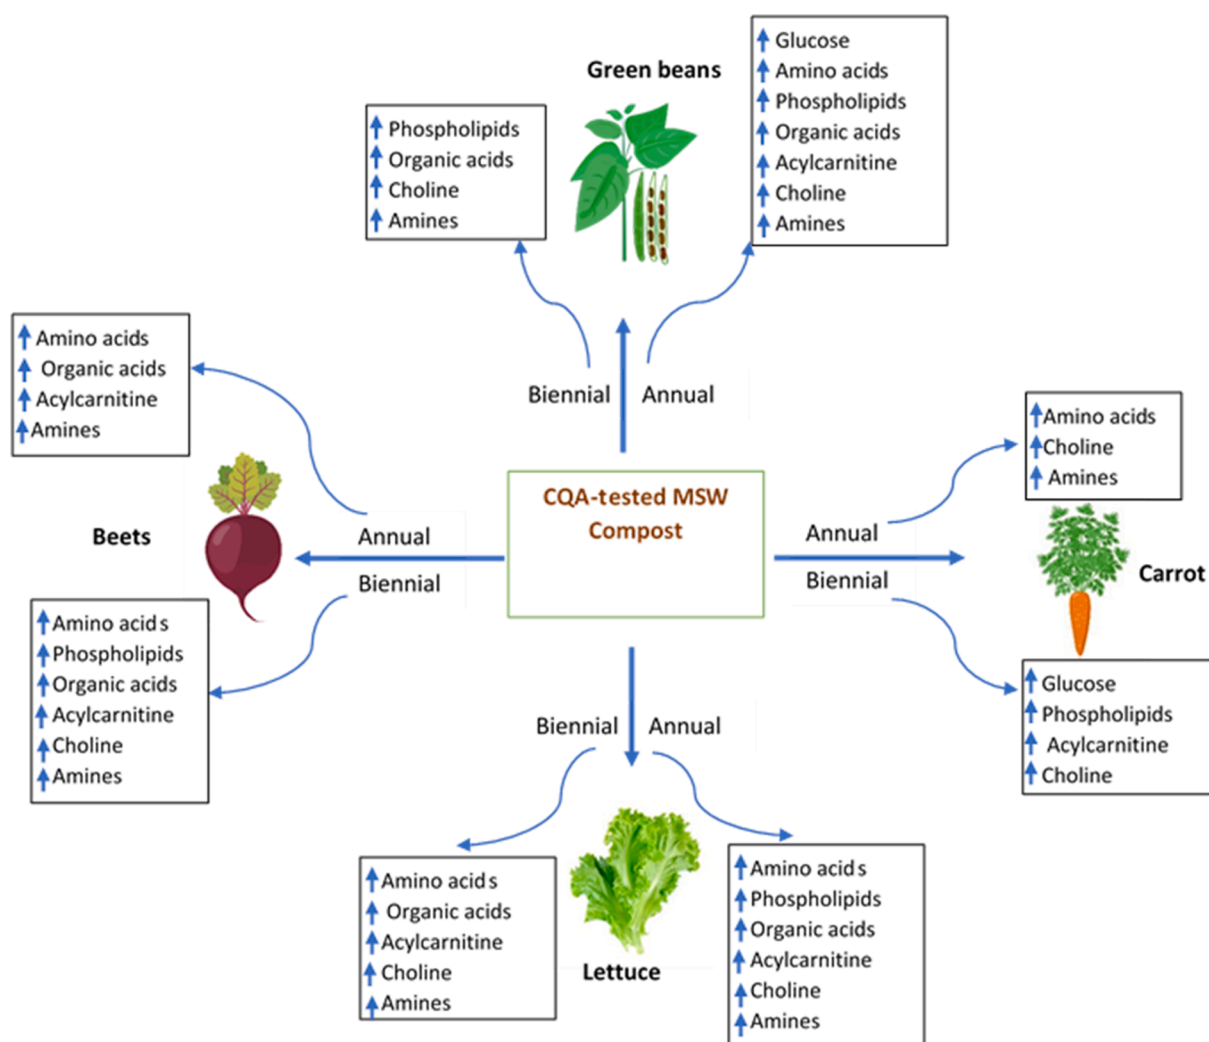 Green beans
Phospholipids
Organic acids
Choline
Amines
Glucose
Amino acids
Phospholipids
Organic acids
Acylcarnitine
Choline
Amines
Biennial
Annual
Amino acids
Organic acids
Acylcarnitine
Amines
Beets
Annual
Biennial
Amino acids
Phospholipids
Organic acids
Acylcarnitine
Choline
Amines
CQA-tested MSW
Compost
Annual
Biennial
Amino acids
Choline
Amines
Carrot
Glucose
Phospholipids
Acylcarnitine
Choline
Biennial
Annual
Amino acids
Organic acids
Acylcarnitine
Choline
Amines
Lettuce
Amino acids
Phospholipids
Organic acids
Acylcarnitine
Choline
Amines